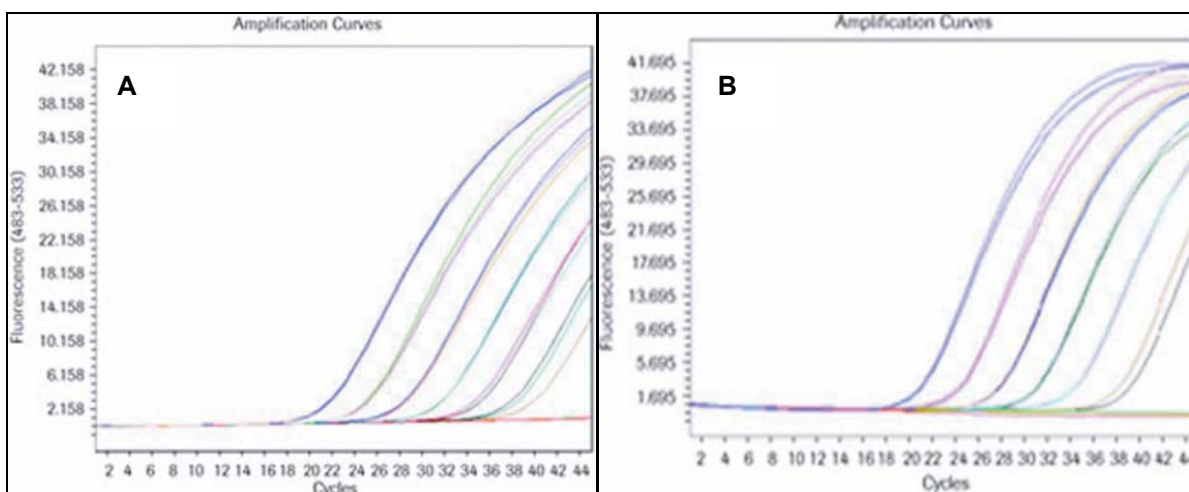 Amplification Curves
A
Fluorescence (483-533)
42.158
38.158
34.158
30.158
26.158
22.158
18.158
14.158
10.158
6.158
2.158
2 4 6 8 10 12 14 16 18 20 22 24 26 28 30 32 34 36 38 40 42 44
Cycles
Amplification Curves
B
Fluorescence (483-533)
41.695
37.695
33.695
29.695
25.695
21.695
17.695
13.695
9.695
5.695
1.695
2 4 6 8 10 12 14 16 18 20 22 24 26 28 30 32 34 36 38 40 42 4
Cycles